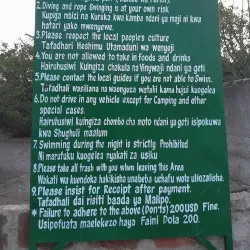 2.Diving and rope Swinging is at your own risk
Kupiga mbizi na Kuruka kwa kamba ndani ya maji ni kwa
hatari yako mwenyewe.
3.Please respect the local peoples culture
Tafadhari Heshimu Utamaduni wa wenyeji
4.You are not allowed to take in foods and drinks
Hairuhusiwi Kuingiza chakula na Vinywaji ndani ya geti
5.Please contact the local guides if you are not able to Swim.
Tafadhali wasiliana na waongoza watalii kama hujui kuogelea
6.Do not drive in any vehicle except for Camping and other
special cases
Hairuhusiwi kuingiza chombo cha moto ndani ya geti isipokuwa
kwa Shughuli maalum
7.Swimming during the night is strictly Prohibited
Ni marufuku kuogelea nyakati za usiku
8.Please take all trash with you when leaving this Area
Wakati wa kuondoka hakikisha unabeba uchafu wote uliozalisha.
9.Please insist for Receipt after payment.
Tafadhali dai risiti baada ya Malipo.
*Failure to adhere to the above (Don'ts) 200USD Fine.
Usipofuata maelekezo haya Faini Dola 200.